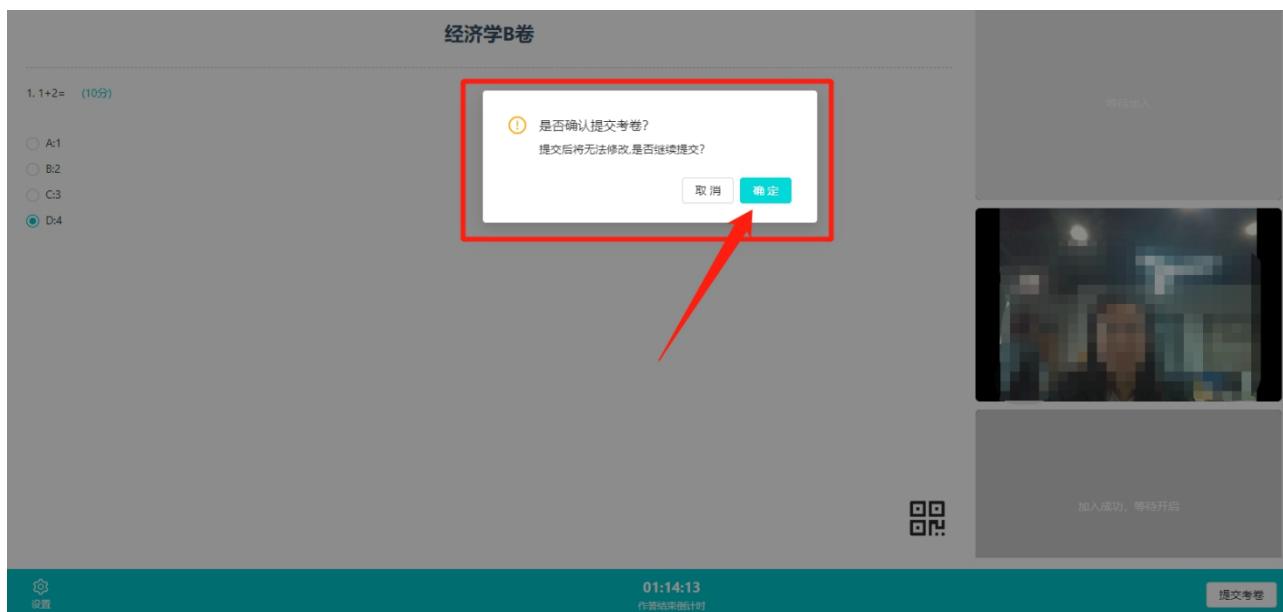 经济学B卷
1. 1+2= (10分)
A:1
B:2
C:3
D:4
是否确认提交考卷？
提交后将无法修改,是否继续提交？
取 消
确 定
等待加入
加入成功，等待开启
设置
01:14:13
作答结束倒计时
提交考卷